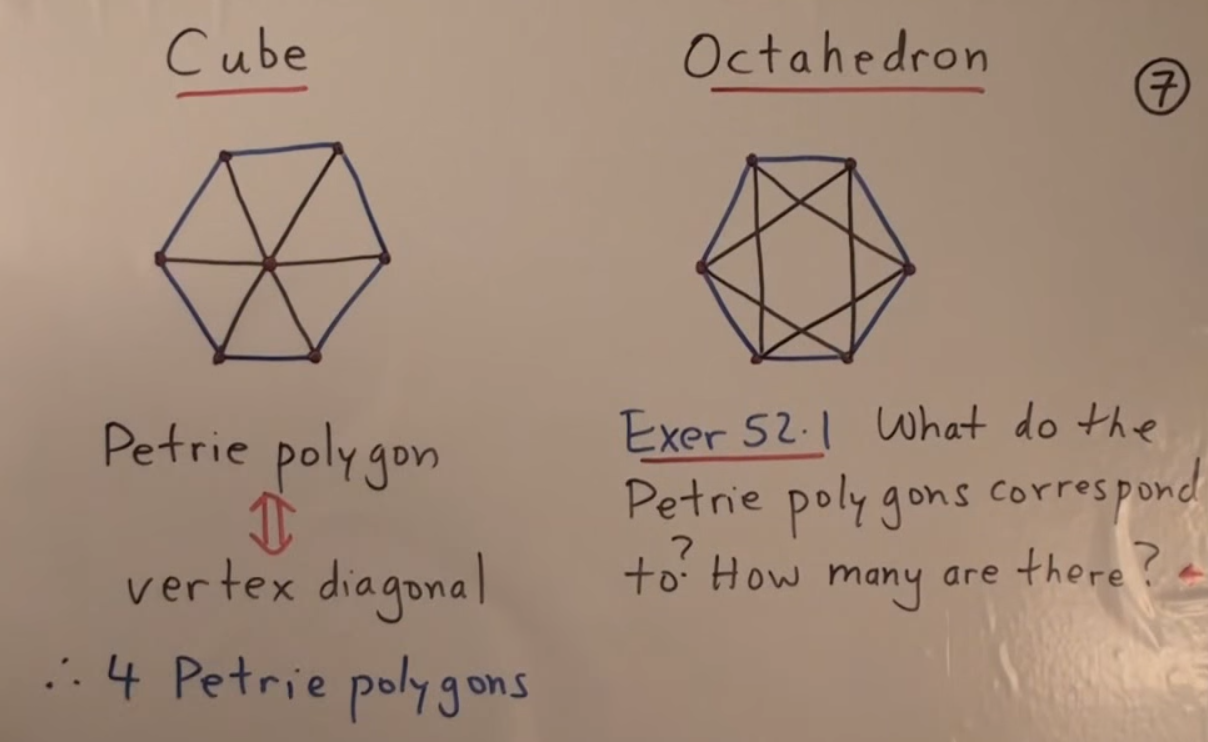 Cube
Octahedron
7
Petrie polygon
vertex diagonal
∴ 4 Petrie polygons
Exer 52.1 What do the
Petrie polygons correspond
to? How many are there?